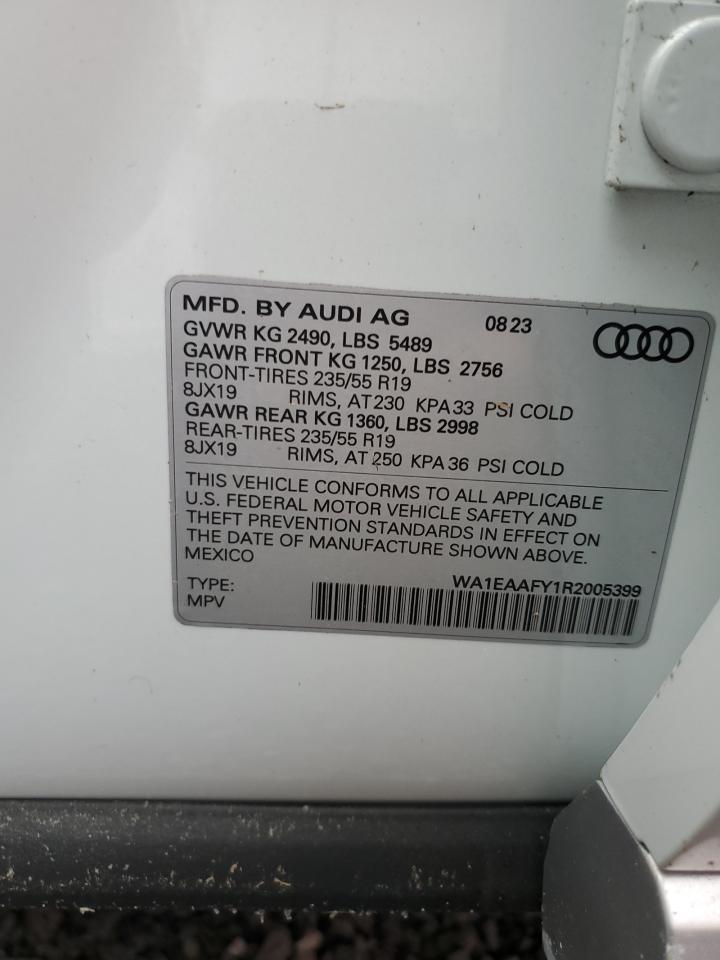 MFD. BY AUDI AG 08 23
GVWR KG 2490, LBS 5489
GAWR FRONT KG 1250, LBS 2756
FRONT-TIRES 235/55 R19
8JX19 RIMS, AT 230 KPA 33 PSI COLD
GAWR REAR KG 1360, LBS 2998
REAR-TIRES 235/55 R19
8JX19 RIMS, AT 250 KPA 36 PSI COLD
THIS VEHICLE CONFORMS TO ALL APPLICABLE
U.S. FEDERAL MOTOR VEHICLE SAFETY AND
THEFT PREVENTION STANDARDS IN EFFECT ON
THE DATE OF MANUFACTURE SHOWN ABOVE.
MEXICO
TYPE: WA1EAAFY1R2005399
MPV